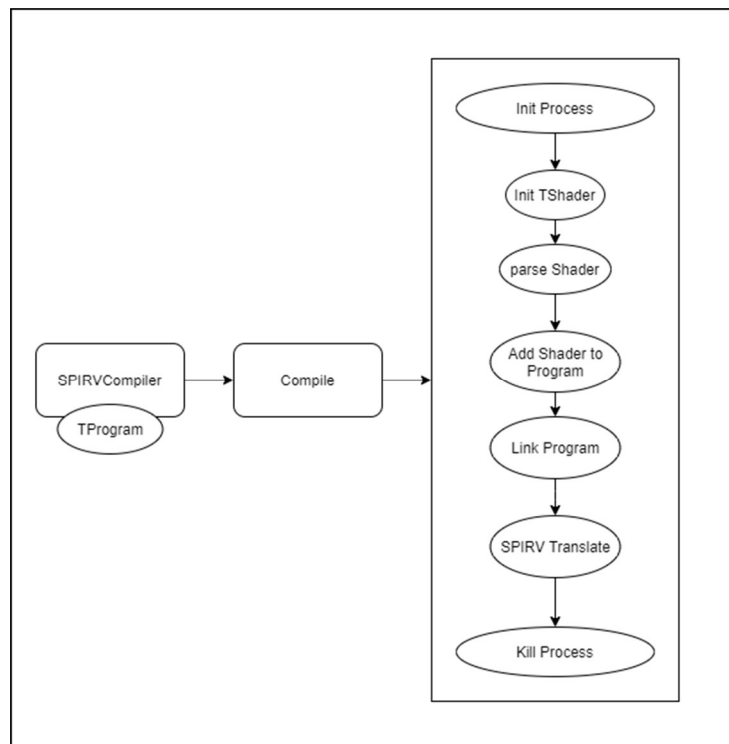 Init Process
Init TShader
parse Shader
Add Shader to
Program
Link Program
SPIRV Translate
Kill Process
SPIRVCompiler
TProgram
Compile